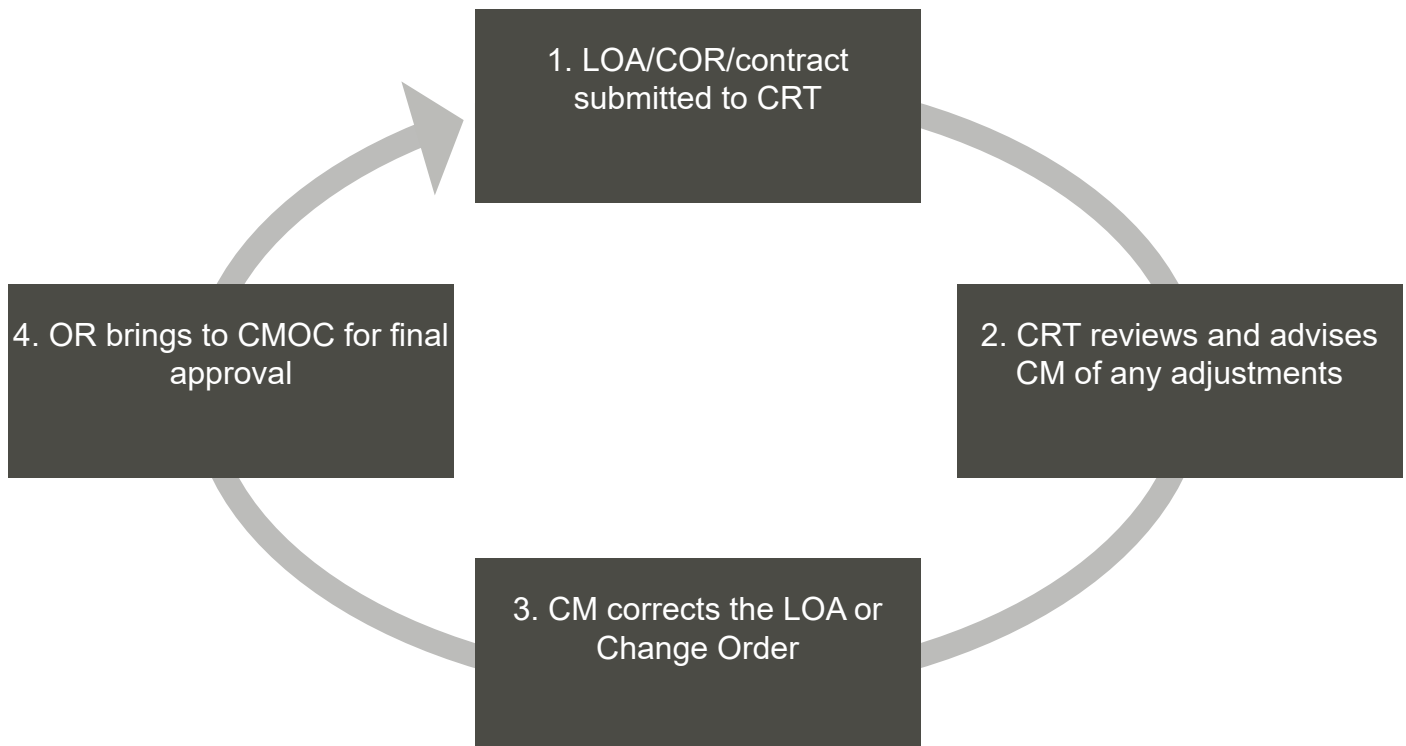 1. LOA/COR/contract
submitted to CRT
2. CRT reviews and advises
CM of any adjustments
3. CM corrects the LOA or
Change Order
4. OR brings to CMOC for final
approval